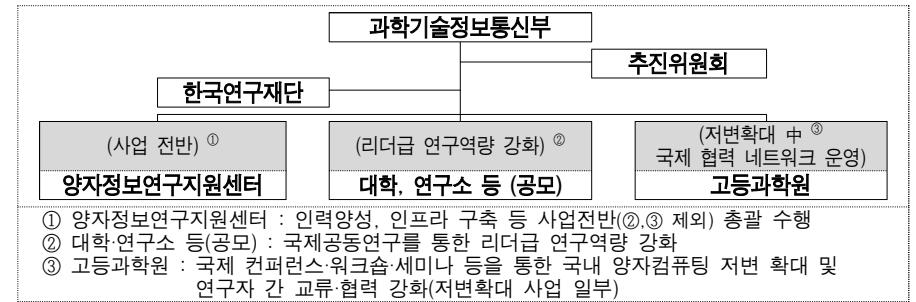 과학기술정보통신부
추진위원회
한국연구재단
(사업 전반) ①
양자정보연구지원센터
(리더급 연구역량 강화) ②
대학, 연구소 등 (공모)
(저변확대 中 ③
국제 협력 네트워크 운영)
고등과학원
① 양자정보연구지원센터 : 인력양성, 인프라 구축 등 사업전반(②,③ 제외) 총괄 수행
② 대학·연구소 등(공모) : 국제공동연구를 통한 리더급 연구역량 강화
③ 고등과학원 : 국제 컨퍼런스·워크숍·세미나 등을 통한 국내 양자컴퓨팅 저변 확대 및
연구자 간 교류·협력 강화(저변확대 사업 일부)